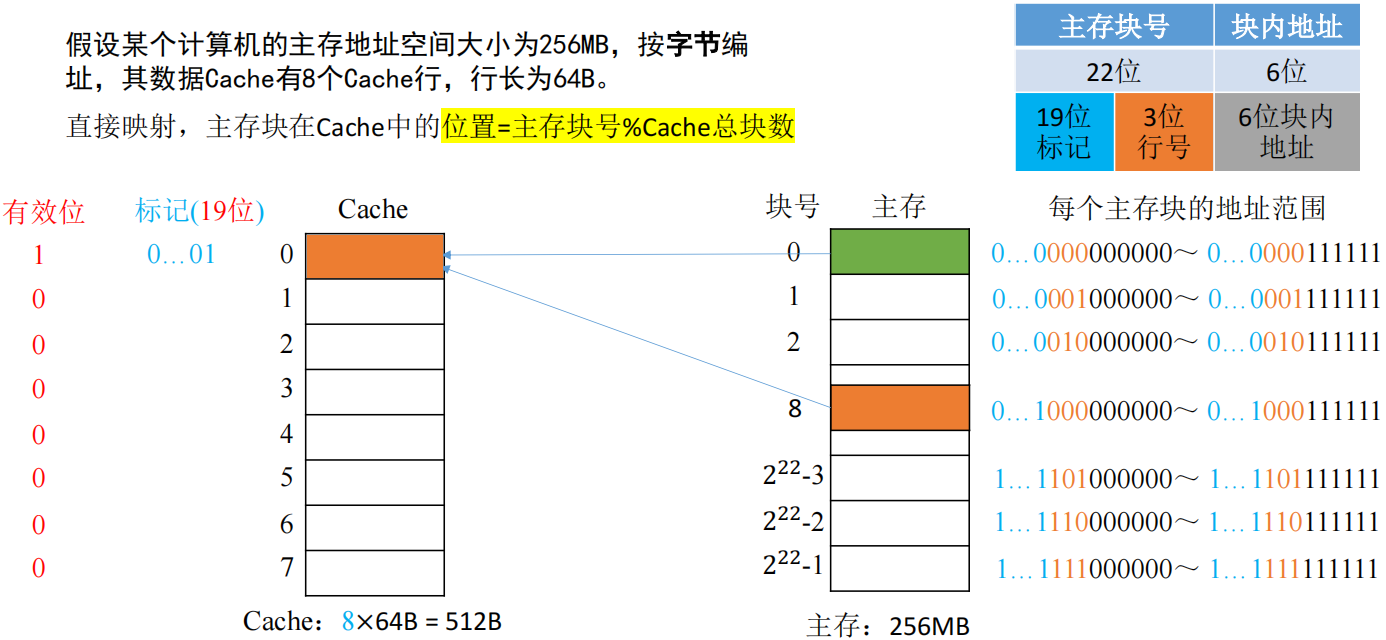 假设某个计算机的主存地址空间大小为256MB，按字节编
址，其数据Cache有8个Cache行，行长为64B。
直接映射，主存块在Cache中的位置=主存块号%Cache总块数
主存块号 块内地址
22位 6位
19位 3位 6位块内
标记 行号 地址
有效位 标记(19位) Cache 块号 主存 每个主存块的地址范围
1 0…01 0 0 0…0000000000～ 0…0000111111
0 1 1 0…0001000000～ 0…0001111111
0 2 2 0…0010000000～ 0…0010111111
0 3
8 0…1000000000～ 0…1000111111
0 4
0 5 2²²-3 1…1101000000～ 1…1101111111
0 6 2²²-2 1…1110000000～ 1…1110111111
0 7 2²²-1 1…1111000000～ 1…1111111111
Cache：8×64B = 512B 主存：256MB